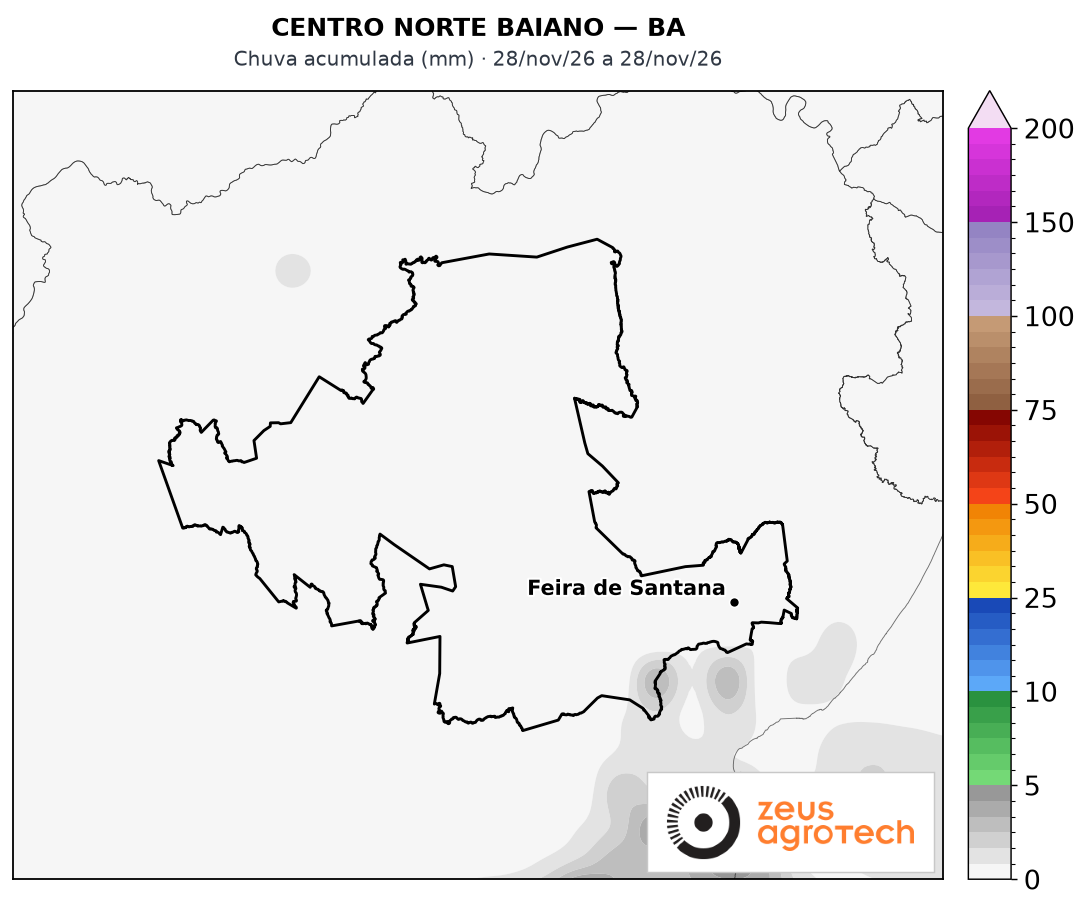 CENTRO NORTE BAIANO — BA
Chuva acumulada (mm) · 28/nov/26 a 28/nov/26
200
150
100
75
50
25
10
5
0
Feira de Santana
zeus
agrotech